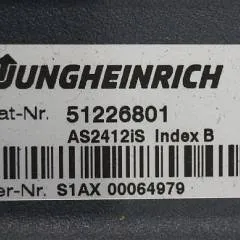 JUNGHEINRICH
at-Nr. 51226801
AS2412iS Index B
er-Nr. S1AX 00064979